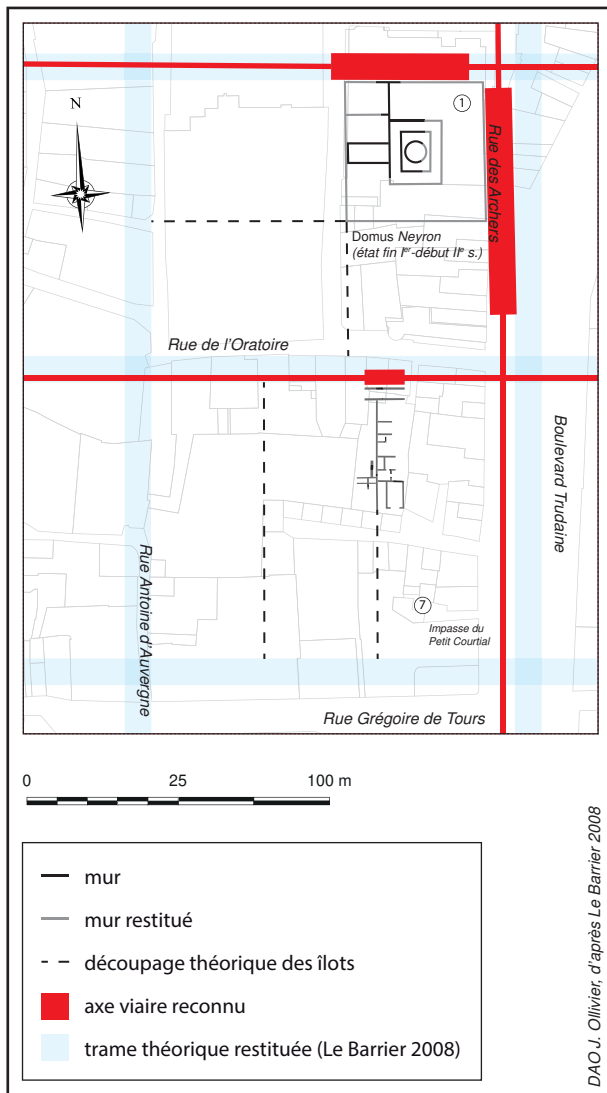 ①
N
Rue des Archers
Domus Neyron
(état fin Iᵉʳ-début IIᵉ s.)
Rue de l'Oratoire
Boulevard Trudaine
Rue Antoine d'Auvergne
⑦
Impasse du
Petit Courtial
Rue Grégoire de Tours
0 25 100 m
mur
mur restitué
découpage théorique des îlots
axe viaire reconnu
trame théorique restituée (Le Barrier 2008)
DAO J. Ollivier, d'après Le Barrier 2008